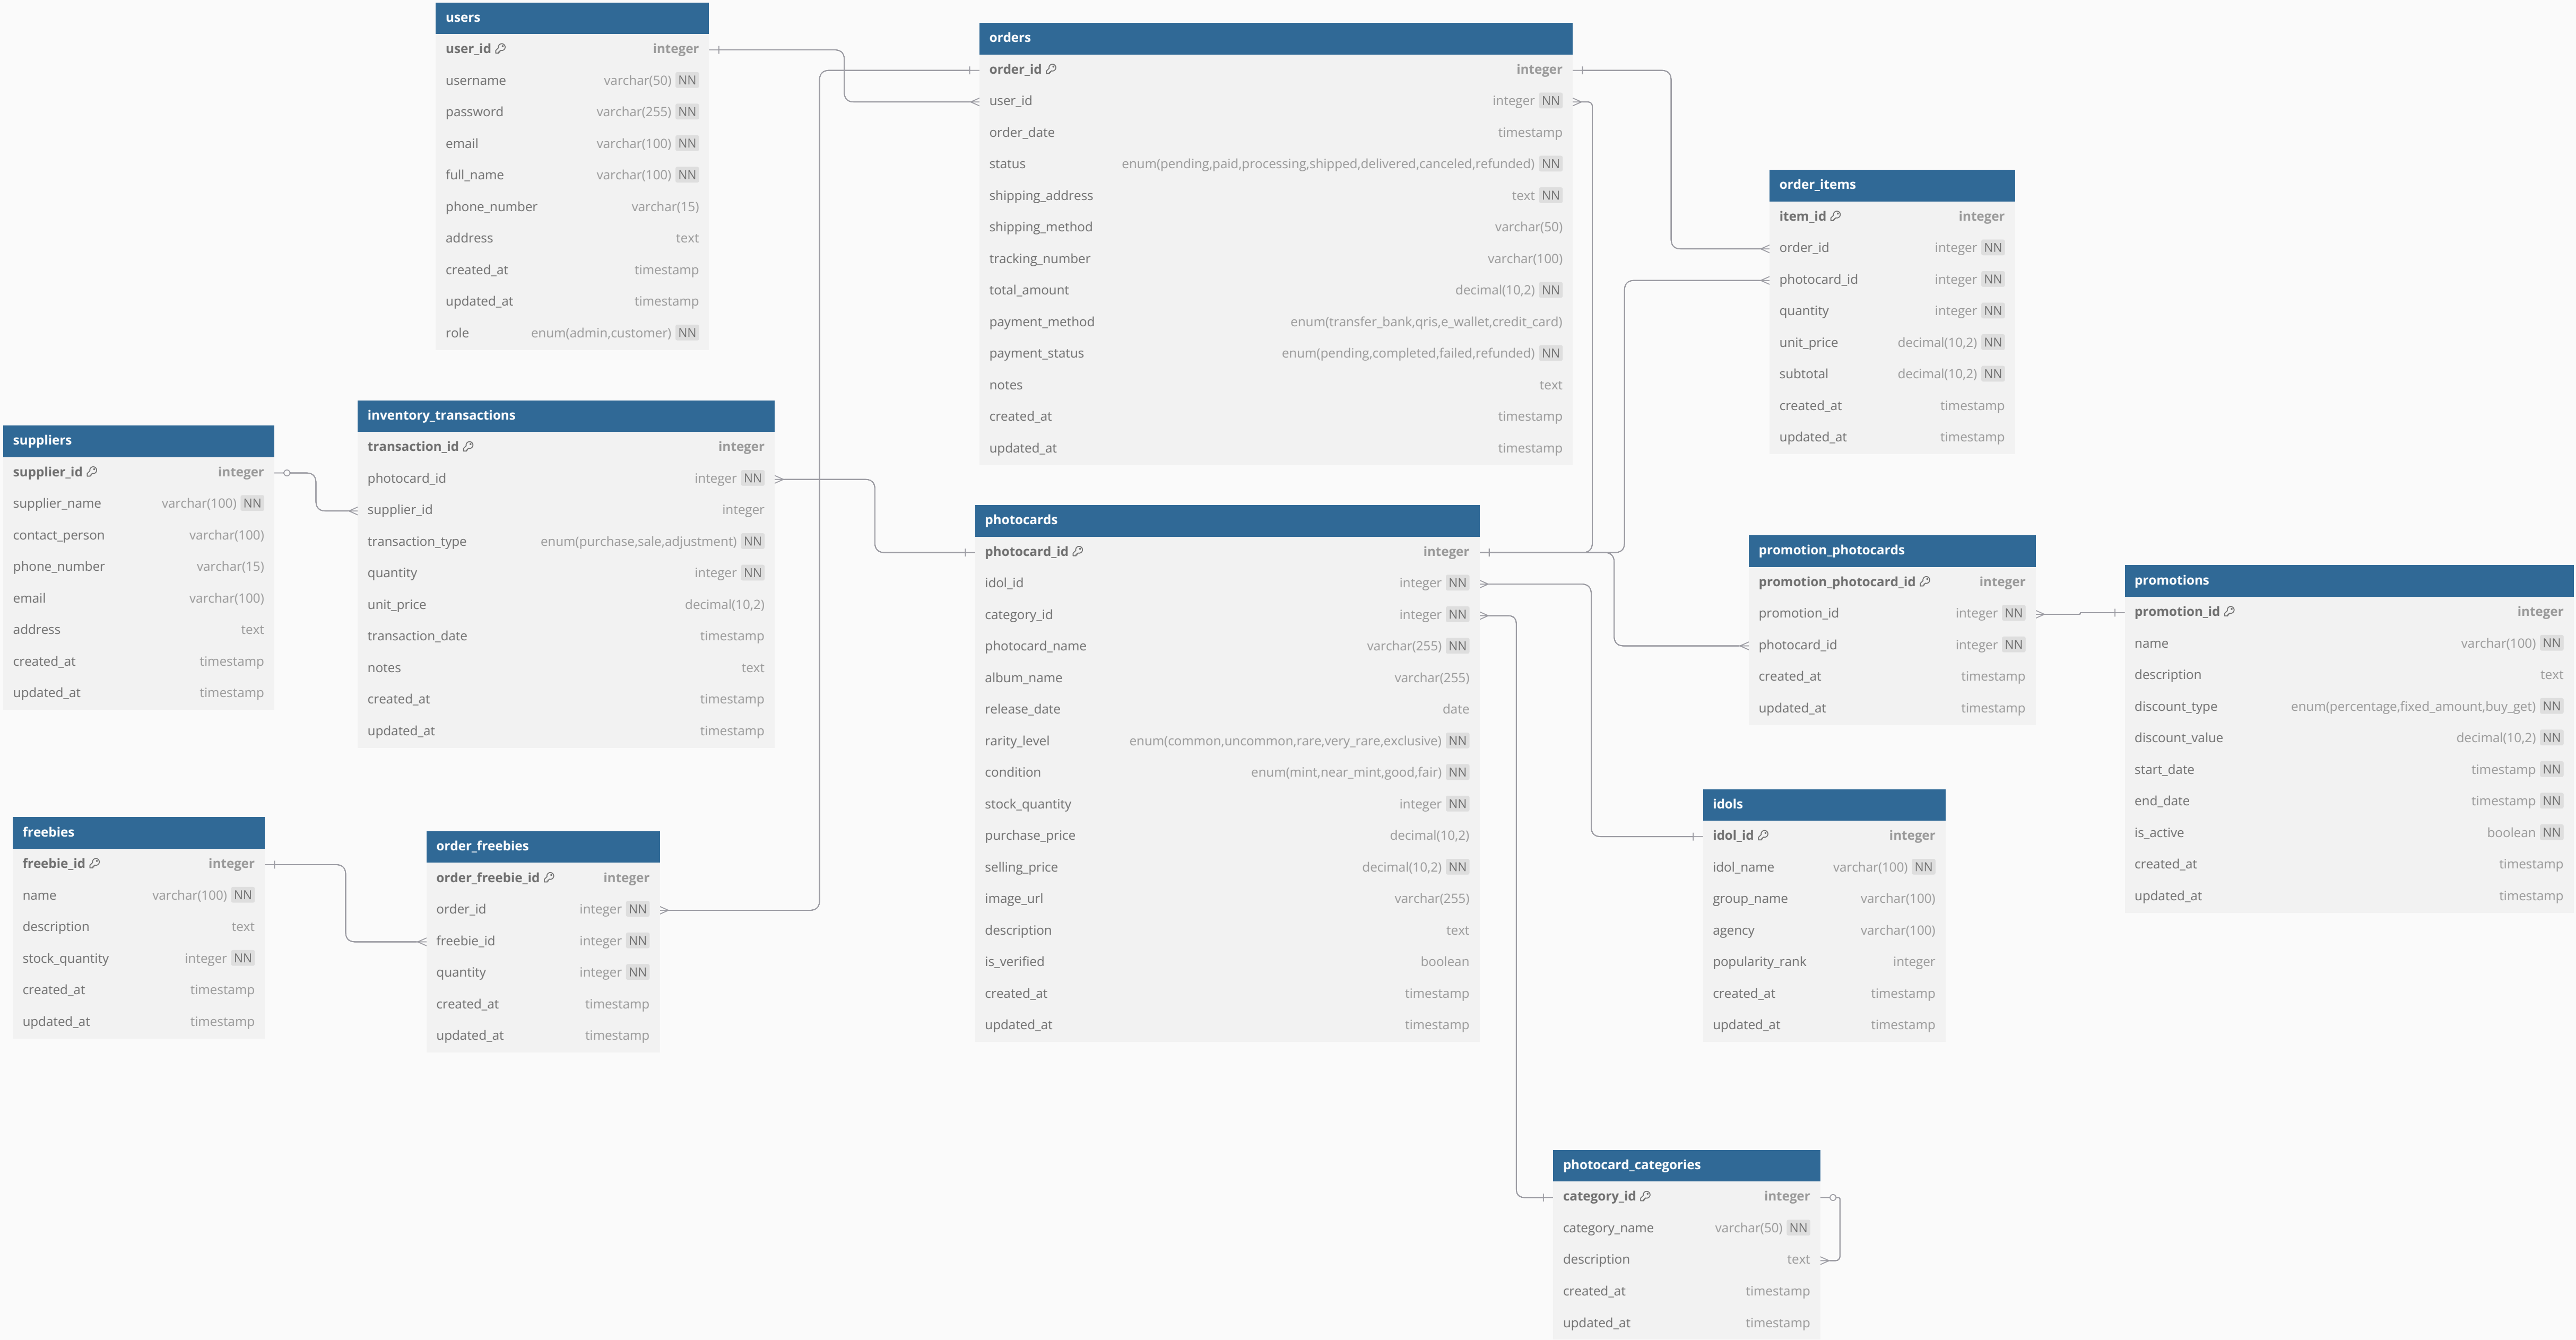 users
user_id integer
username varchar(50) NN
password varchar(255) NN
email varchar(100) NN
full_name varchar(100) NN
phone_number varchar(15)
address text
created_at timestamp
updated_at timestamp
role enum(admin,customer) NN
orders
order_id integer
user_id integer NN
order_date timestamp
status enum(pending,paid,processing,shipped,delivered,canceled,refunded) NN
shipping_address text NN
shipping_method varchar(50)
tracking_number varchar(100)
total_amount decimal(10,2) NN
payment_method enum(transfer_bank,qris,e_wallet,credit_card)
payment_status enum(pending,completed,failed,refunded) NN
notes text
created_at timestamp
updated_at timestamp
order_items
item_id integer
order_id integer NN
photocard_id integer NN
quantity integer NN
unit_price decimal(10,2) NN
subtotal decimal(10,2) NN
created_at timestamp
updated_at timestamp
suppliers
supplier_id integer
supplier_name varchar(100) NN
contact_person varchar(100)
phone_number varchar(15)
email varchar(100)
address text
created_at timestamp
updated_at timestamp
inventory_transactions
transaction_id integer
photocard_id integer NN
supplier_id integer
transaction_type enum(purchase,sale,adjustment) NN
quantity integer NN
unit_price decimal(10,2)
transaction_date timestamp
notes text
created_at timestamp
updated_at timestamp
photocards
photocard_id integer
idol_id integer NN
category_id integer NN
photocard_name varchar(255) NN
album_name varchar(255)
release_date date
rarity_level enum(common,uncommon,rare,very_rare,exclusive) NN
condition enum(mint,near_mint,good,fair) NN
stock_quantity integer NN
purchase_price decimal(10,2)
selling_price decimal(10,2) NN
image_url varchar(255)
description text
is_verified boolean
created_at timestamp
updated_at timestamp
promotion_photocards
promotion_photocard_id integer
promotion_id integer NN
photocard_id integer NN
created_at timestamp
updated_at timestamp
promotions
promotion_id integer
name varchar(100) NN
description text
discount_type enum(percentage,fixed_amount,buy_get) NN
discount_value decimal(10,2) NN
start_date timestamp NN
end_date timestamp NN
is_active boolean NN
created_at timestamp
updated_at timestamp
freebies
freebie_id integer
name varchar(100) NN
description text
stock_quantity integer NN
created_at timestamp
updated_at timestamp
order_freebies
order_freebie_id integer
order_id integer NN
freebie_id integer NN
quantity integer NN
created_at timestamp
updated_at timestamp
idols
idol_id integer
idol_name varchar(100) NN
group_name varchar(100)
agency varchar(100)
popularity_rank integer
created_at timestamp
updated_at timestamp
photocard_categories
category_id integer
category_name varchar(50) NN
description text
created_at timestamp
updated_at timestamp